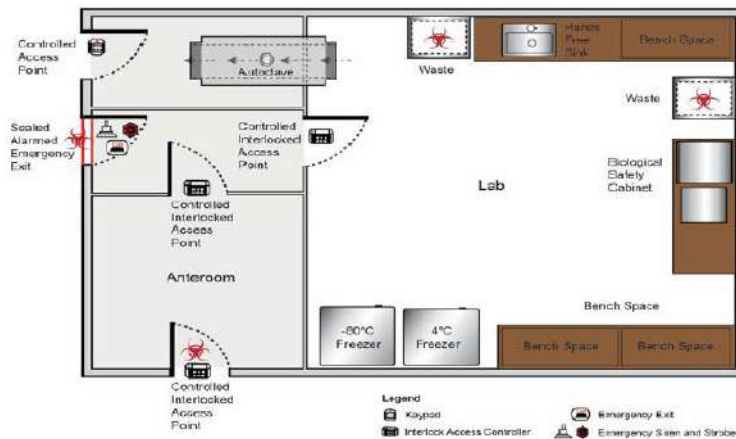 Controlled
Access
Point
Autoclave
Waste
Hands
Free
Sink
Bench Space
Waste
Sealed
Alarmed
Emergency
Exit
Controlled
Interlocked
Access
Point
Biological
Safety
Cabinet
Lab
Controlled
Interlocked
Access
Point
Anteroom
Bench Space
-80°C
Freezer
4°C
Freezer
Bench Space
Bench Space
Controlled
Interlocked
Access
Point
Legend
Keypad
Emergency Exit
Interlock Access Controller
Emergency Siren and Strobe